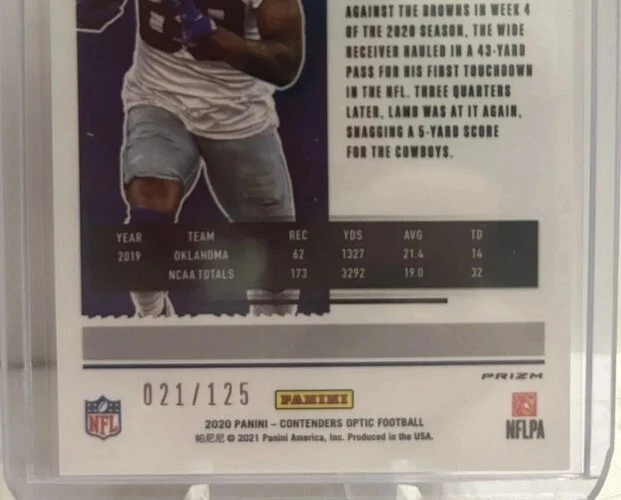 AGAINST THE BROWNS IN WEEK 4
OF THE 2020 SEASON, THE WIDE
RECEIVER HAULED IN A 43-YARD
PASS FOR HIS FIRST TOUCHDOWN
IN THE NFL. THREE QUARTERS
LATER, LAMB WAS AT IT AGAIN,
SNAGGING A 5-YARD SCORE
FOR THE COWBOYS.
YEAR TEAM REC YDS AVG TD
2019 OKLAHOMA 62 1327 21.4 14
NCAA TOTALS 173 3292 19.0 32
PRIZM
021/125
PANINI
NFL
NFLPA
2020 PANINI – CONTENDERS OPTIC FOOTBALL
帕尼尼 © 2021 Panini America, Inc. Produced in the USA.